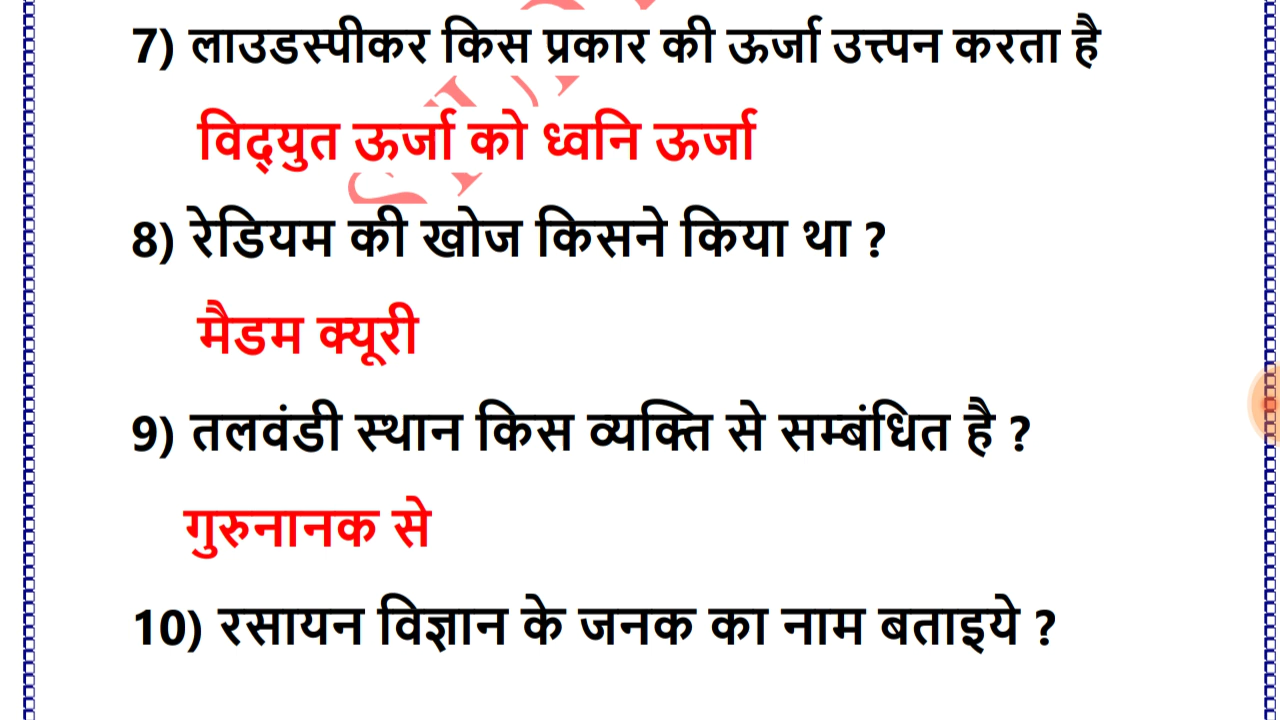 7) लाउडस्पीकर किस प्रकार की ऊर्जा उत्त्पन करता है
विद्युत ऊर्जा को ध्वनि ऊर्जा
8) रेडियम की खोज किसने किया था ?
मैडम क्यूरी
9) तलवंडी स्थान किस व्यक्ति से सम्बंधित है ?
गुरुनानक से
10) रसायन विज्ञान के जनक का नाम बताइये ?